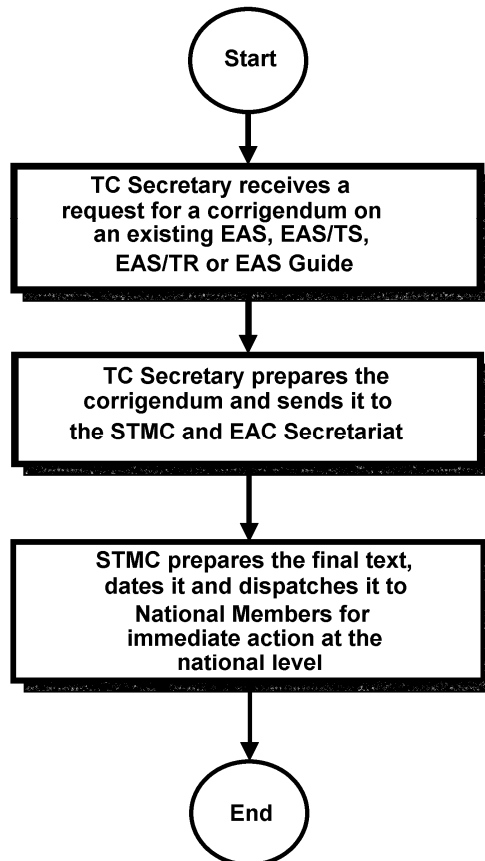 Start
TC Secretary receives a
request for a corrigendum on
an existing EAS, EAS/TS,
EAS/TR or EAS Guide
TC Secretary prepares the
corrigendum and sends it to
the STMC and EAC Secretariat
STMC prepares the final text,
dates it and dispatches it to
National Members for
immediate action at the
national level
End